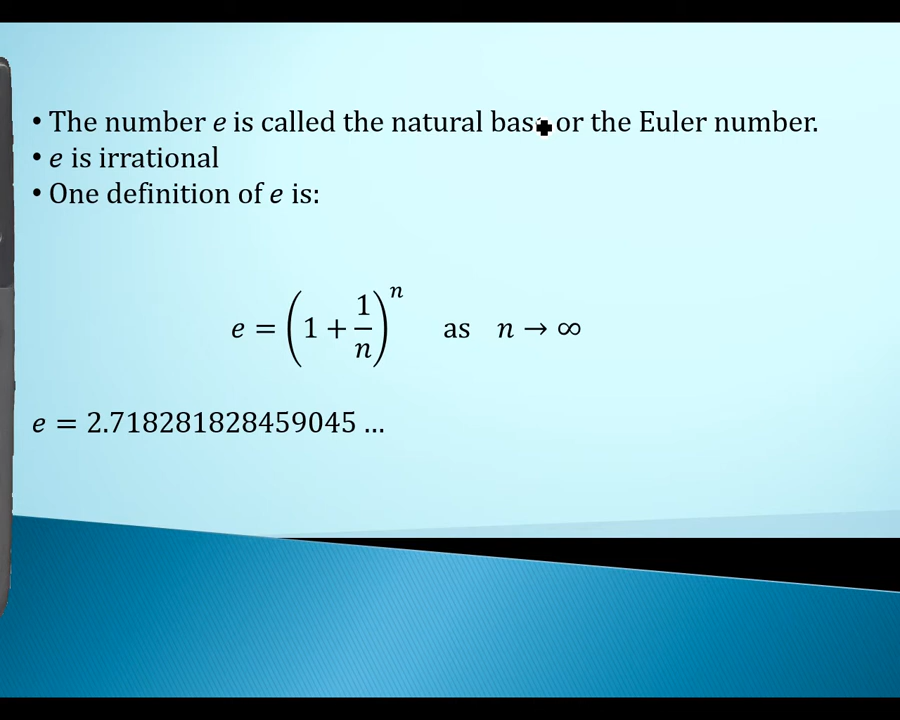 • The number e is called the natural base or the Euler number.
• e is irrational
• One definition of e is:
e = (1 + 1/n)^n as n → ∞
e = 2.718281828459045 ...